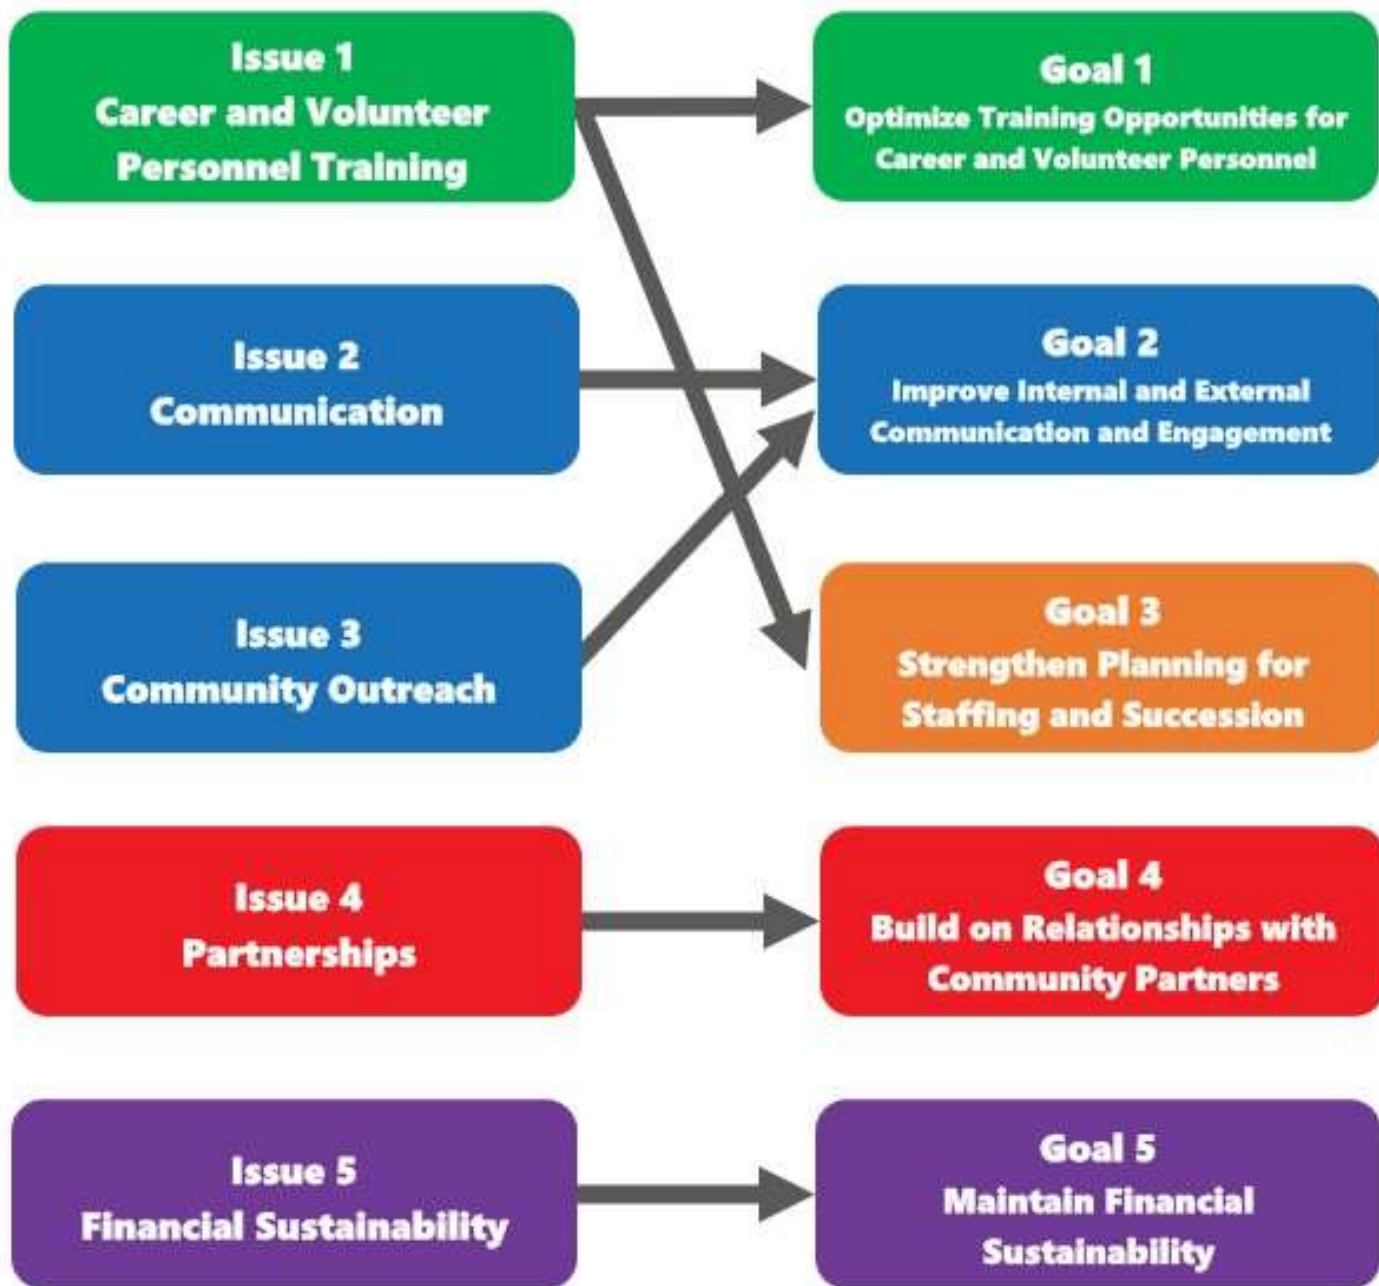 Issue 1
Career and Volunteer
Personnel Training
Goal 1
Optimize Training Opportunities for
Career and Volunteer Personnel
Issue 2
Communication
Goal 2
Improve Internal and External
Communication and Engagement
Issue 3
Community Outreach
Goal 3
Strengthen Planning for
Staffing and Succession
Issue 4
Partnerships
Goal 4
Build on Relationships with
Community Partners
Issue 5
Financial Sustainability
Goal 5
Maintain Financial
Sustainability